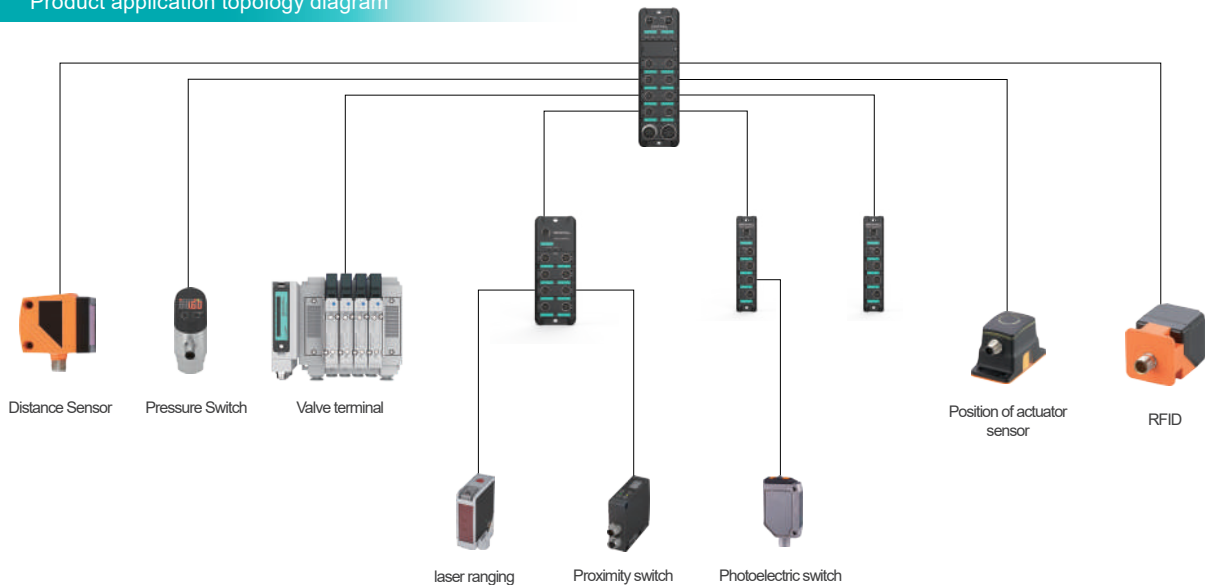 Product application topology diagram
Distance Sensor
Pressure Switch
Valve terminal
Position of actuator
sensor
RFID
laser ranging
Proximity switch
Photoelectric switch